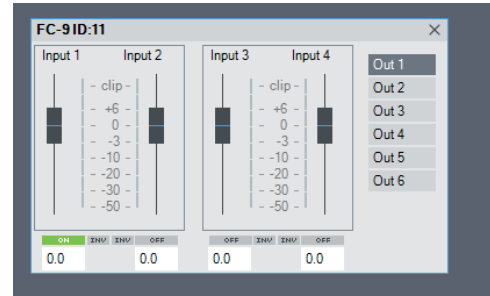 FC-9 ID:11
Input 1 Input 2 Input 3 Input 4
- clip - - clip -
- +6 - - +6 -
- 0 - - 0 -
- -3 - - -3 -
- -10 - - -10 -
- -20 - - -20 -
- -30 - - -30 -
- -50 - - -50 -
ON INV INV OFF OFF INV INV OFF
0.0 0.0 0.0 0.0
Out 1
Out 2
Out 3
Out 4
Out 5
Out 6